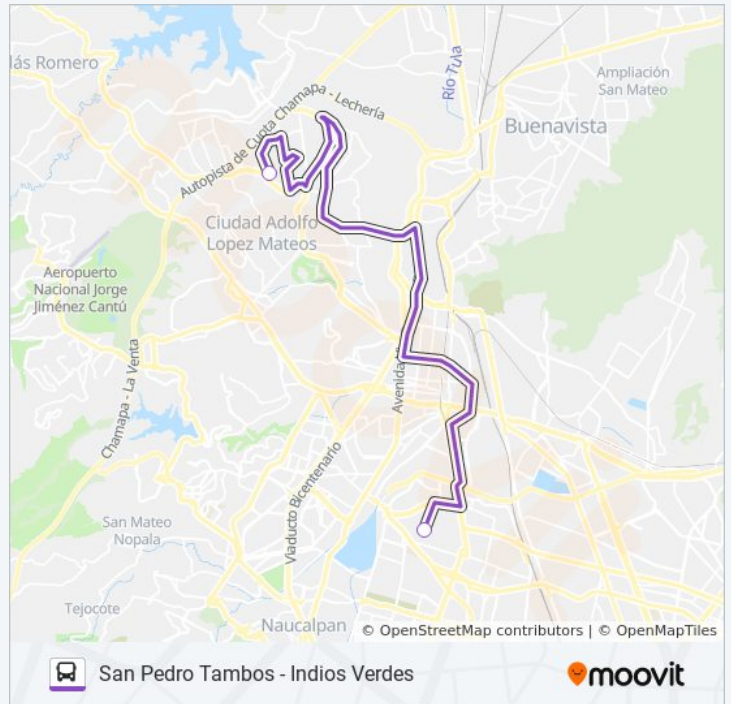 lás Romero
Río Tula
Ampliación
San Mateo
Autopista de Cuota Chamapa - Lechería
Buenavista
Ciudad Adolfo
Lopez Mateos
Aeropuerto
Nacional Jorge
Jiménez Cantú
Chamapa - La Venta
Avenida
Viaducto Bicentenario
San Mateo
Nopala
Tejocote
Naucalpan
© OpenStreetMap contributors | © OpenMapTiles
San Pedro Tambos - Indios Verdes
moovit